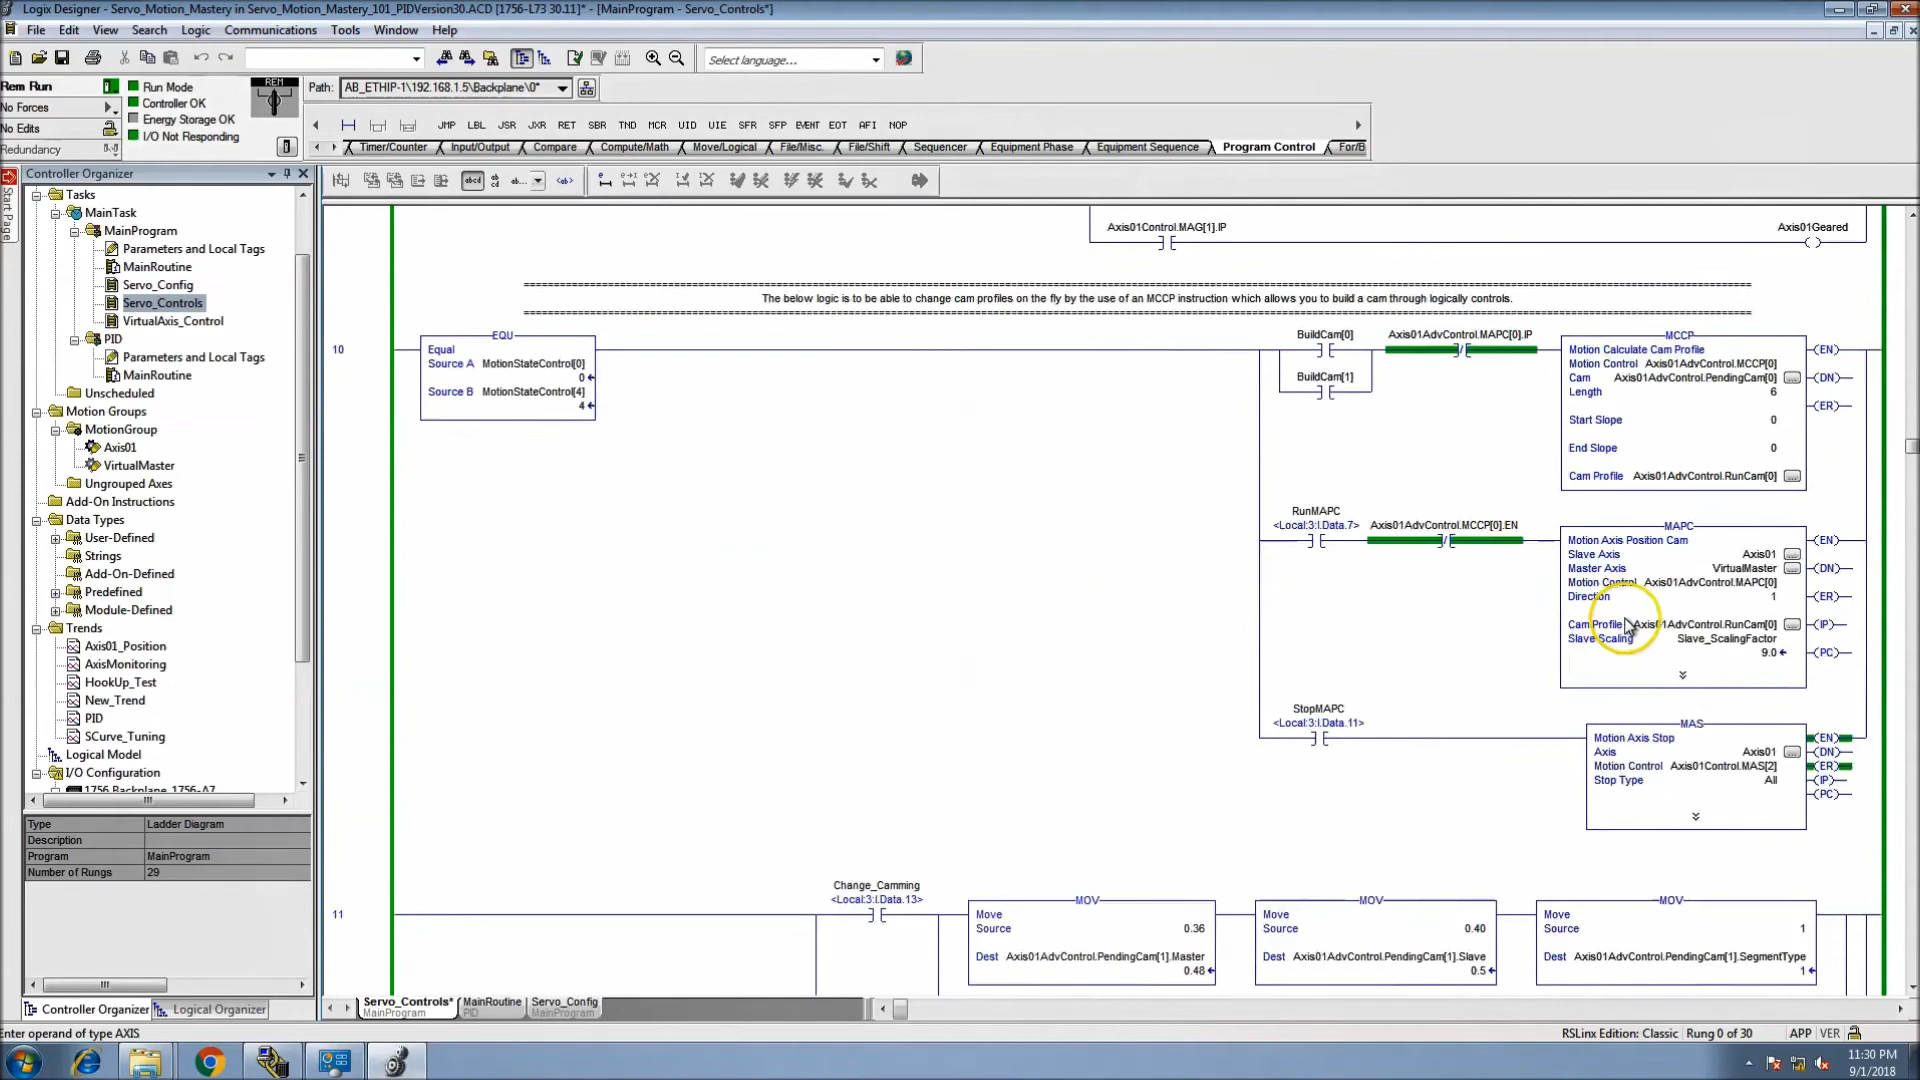 Logix Designer - Servo_Motion_Mastery in Servo_Motion_Mastery_101_PIDVersion30.ACD [1756-L73 30.11]* - [MainProgram - Servo_Controls*]
File Edit View Search Logic Communications Tools Window Help
Select language...
Rem Run
Run Mode
REM
Path: AB_ETHIP-1\192.168.1.5\Backplane\0*
No Forces
Controller OK
Energy Storage OK
No Edits
I/O Not Responding
JMP LBL JSR JXR RET SBR TND MCR UID UIE SFR SFP EVENT EOT AFI NOP
Redundancy
Timer/Counter Input/Output Compare Compute/Math Move/Logical File/Misc. File/Shift Sequencer Equipment Phase Equipment Sequence Program Control For/B
Start Page
Controller Organizer
Tasks
MainTask
MainProgram
Parameters and Local Tags
MainRoutine
Servo_Config
Servo_Controls
VirtualAxis_Control
PID
Parameters and Local Tags
MainRoutine
Unscheduled
Motion Groups
MotionGroup
Axis01
VirtualMaster
Ungrouped Axes
Add-On Instructions
Data Types
User-Defined
Strings
Add-On-Defined
Predefined
Module-Defined
Trends
Axis01_Position
AxisMonitoring
HookUp_Test
New_Trend
PID
SCurve_Tuning
Logical Model
I/O Configuration
1756 Backplane, 1756-A7
Type Ladder Diagram
Description
Program MainProgram
Number of Rungs 29
Controller Organizer Logical Organizer
Axis01Control.MAG[1].IP
Axis01Geared
The below logic is to be able to change cam profiles on the fly by the use of an MCCP instruction which allows you to build a cam through logically controls.
10
EQU
Equal
Source A MotionStateControl[0]
0
Source B MotionStateControl[4]
4
BuildCam[0]
Axis01AdvControl.MAPC[0].IP
BuildCam[1]
MCCP
Motion Calculate Cam Profile
Motion Control Axis01AdvControl.MCCP[0]
Cam Axis01AdvControl.PendingCam[0]
Length 6
Start Slope 0
End Slope 0
Cam Profile Axis01AdvControl.RunCam[0]
EN
DN
ER
RunMAPC
<Local:3:I.Data.7>
Axis01AdvControl.MCCP[0].EN
MAPC
Motion Axis Position Cam
Slave Axis Axis01
Master Axis VirtualMaster
Motion Control Axis01AdvControl.MAPC[0]
Direction 1
Cam Profile Axis01AdvControl.RunCam[0]
Slave Scaling Slave_ScalingFactor
9.0
EN
DN
ER
IP
PC
StopMAPC
<Local:3:I.Data.11>
MAS
Motion Axis Stop
Axis Axis01
Motion Control Axis01Control.MAS[2]
Stop Type All
EN
DN
ER
IP
PC
11
Change_Camming
<Local:3:I.Data.13>
MOV
Move
Source 0.36
Dest Axis01AdvControl.PendingCam[1].Master
0.48
MOV
Move
Source 0.40
Dest Axis01AdvControl.PendingCam[1].Slave
0.5
MOV
Move
Source 1
Dest Axis01AdvControl.PendingCam[1].SegmentType
1
Servo_Controls* MainRoutine Servo_Config
MainProgram PID MainProgram
Enter operand of type AXIS
RSLinx Edition: Classic Rung 0 of 30 APP VER
11:30 PM
9/1/2018